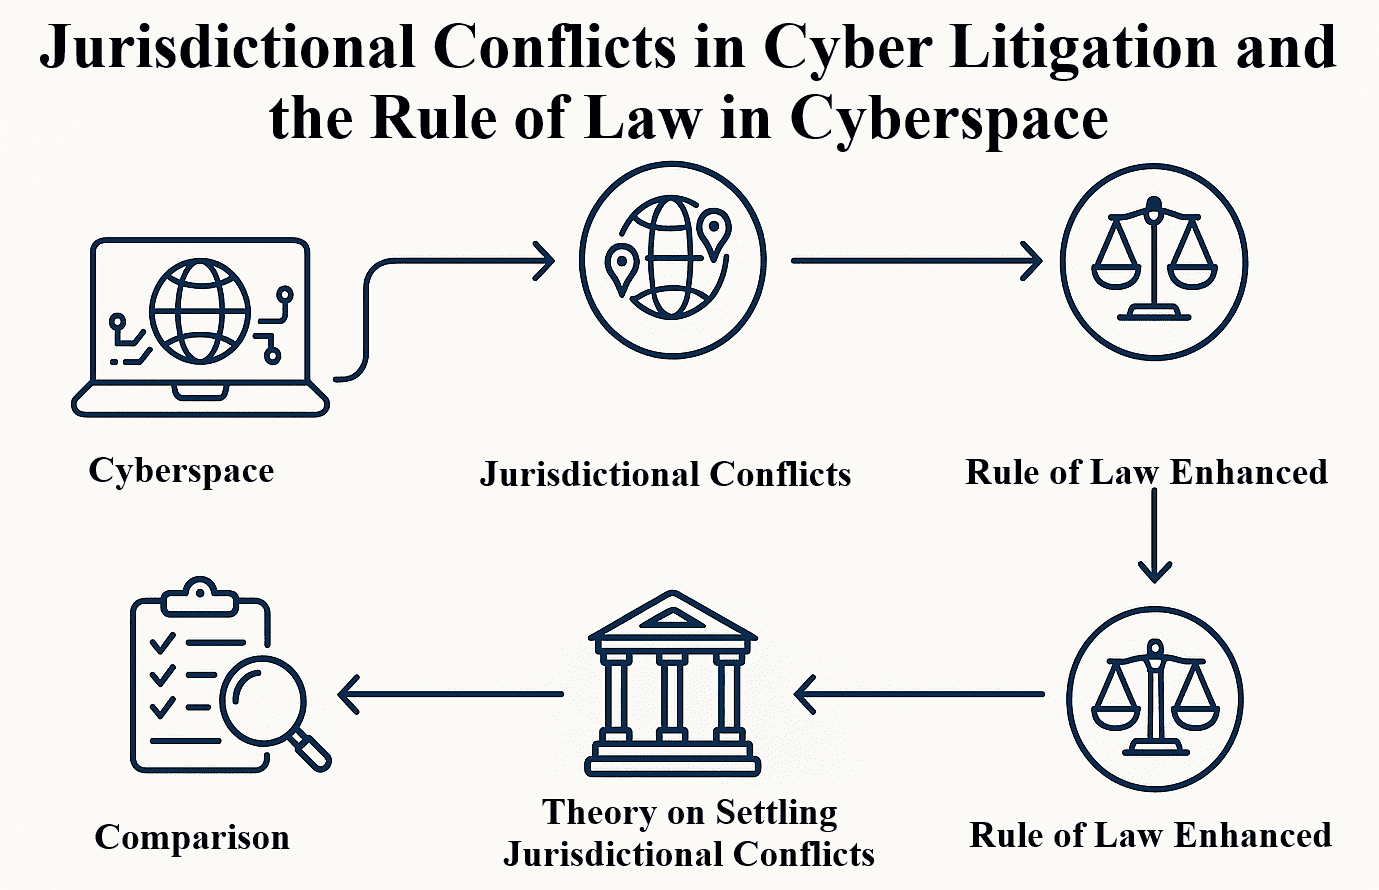 Jurisdictional Conflicts in Cyber Litigation and
the Rule of Law in Cyberspace
Cyberspace
Jurisdictional Conflicts
Rule of Law Enhanced
Comparison
Theory on Settling
Jurisdictional Conflicts
Rule of Law Enhanced